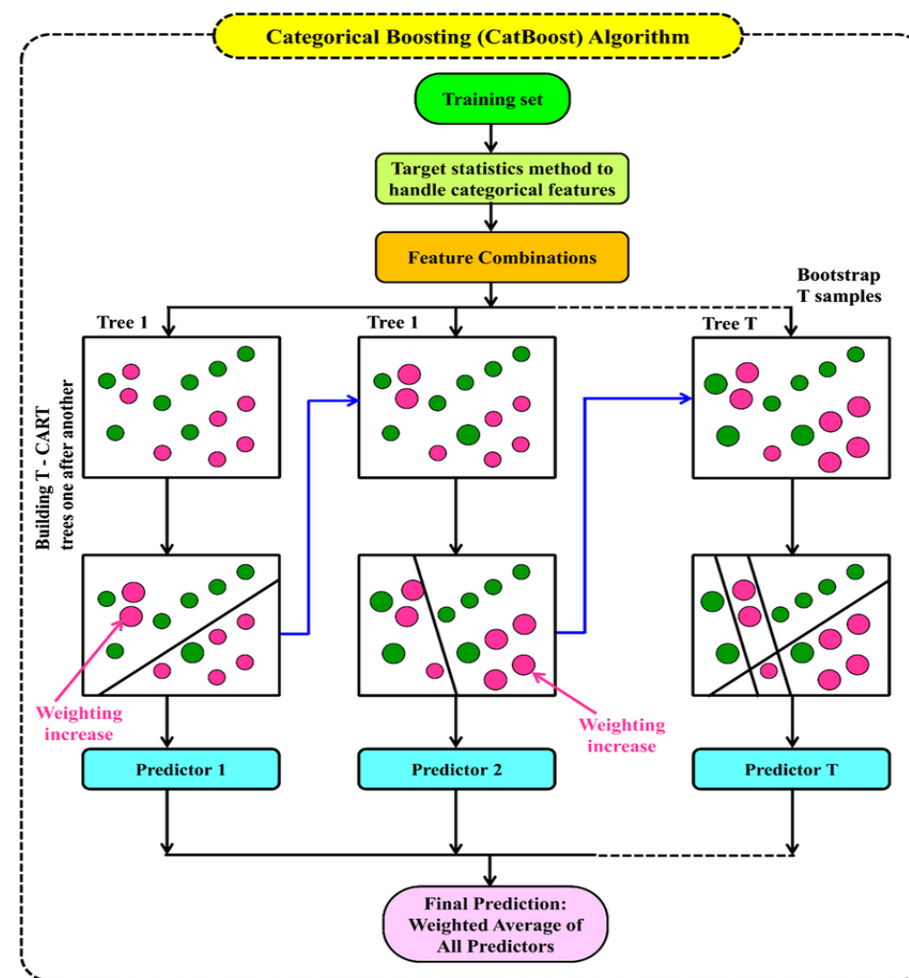 Categorical Boosting (CatBoost) Algorithm
Training set
Target statistics method to
handle categorical features
Feature Combinations
Bootstrap
T samples
Tree 1
Tree 1
Tree T
Building T - CART
trees one after another
Weighting
increase
Weighting
increase
Predictor 1
Predictor 2
Predictor T
Final Prediction:
Weighted Average of
All Predictors